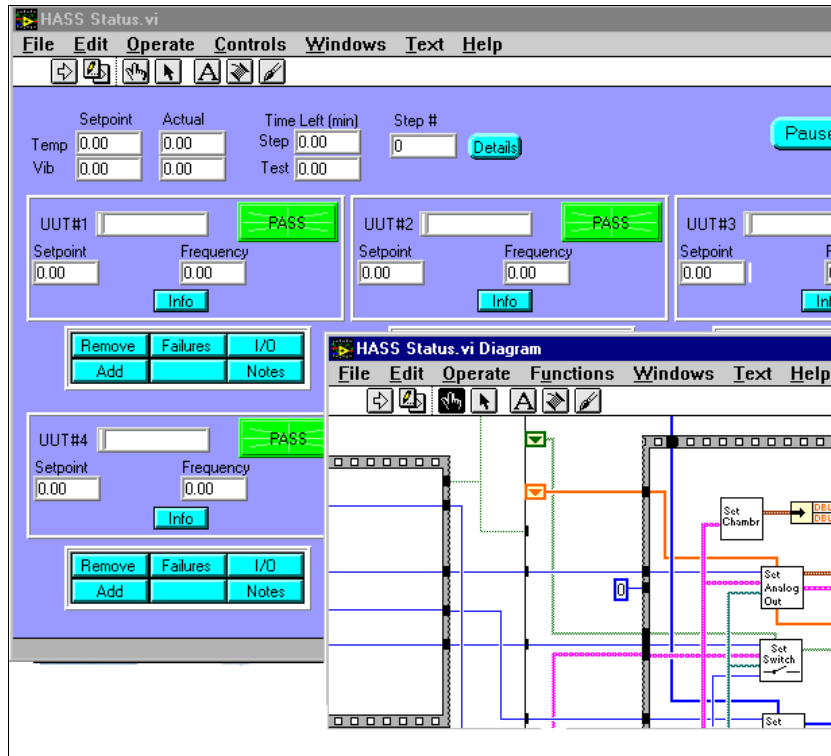 HASS Status.vi
File Edit Operate Controls Windows Text Help
A
Setpoint Actual Time Left (min) Step #
Temp 0.00 0.00 Step 0.00 0 Details Pause
Vib 0.00 0.00 Test 0.00
UUT#1 PASS UUT#2 PASS UUT#3
Setpoint Frequency Setpoint Frequency Setpoint F
0.00 0.00 0.00 0.00 0.00
Info Info Inf
Remove Failures I/O
Add Notes
UUT#4 PASS
Setpoint Frequency
0.00 0.00
Info
Remove Failures I/O
Add Notes
HASS Status.vi Diagram
File Edit Operate Functions Windows Text Help
A
Set
Chambr
DBL
DBL
Set
Analog
Out
0
Set
Switch
Set